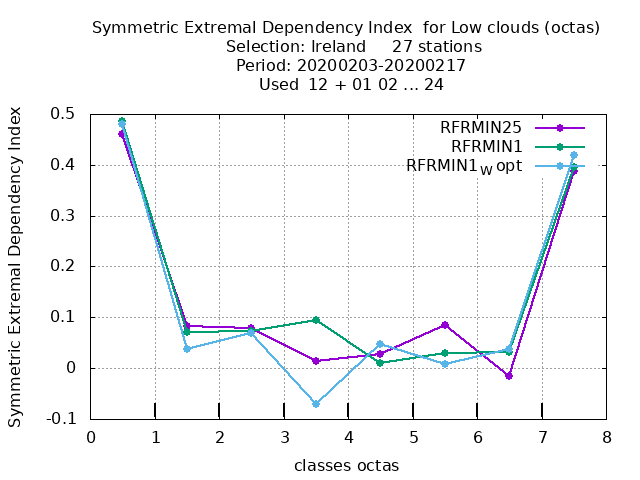 Symmetric Extremal Dependency Index  for Low clouds (octas)
Selection: Ireland     27 stations
Period: 20200203-20200217
Used  12 + 01 02 ... 24
Symmetric Extremal Dependency Index
0.5
0.4
0.3
0.2
0.1
0
-0.1
RFRMIN25
RFRMIN1
RFRMIN1w opt
0 1 2 3 4 5 6 7 8
classes octas